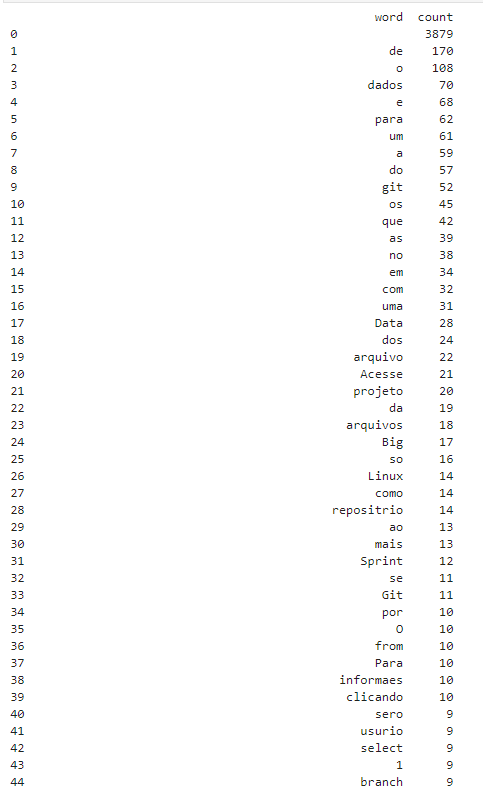 word count
0 3879
1 de 170
2 o 108
3 dados 70
4 e 68
5 para 62
6 um 61
7 a 59
8 do 57
9 git 52
10 os 45
11 que 42
12 as 39
13 no 38
14 em 34
15 com 32
16 uma 31
17 Data 28
18 dos 24
19 arquivo 22
20 Acesse 21
21 projeto 20
22 da 19
23 arquivos 18
24 Big 17
25 so 16
26 Linux 14
27 como 14
28 repositrio 14
29 ao 13
30 mais 13
31 Sprint 12
32 se 11
33 Git 11
34 por 10
35 O 10
36 from 10
37 Para 10
38 informaes 10
39 clicando 10
40 sero 9
41 usurio 9
42 select 9
43 1 9
44 branch 9